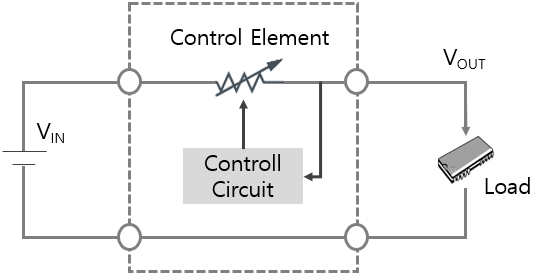 Control Element
VOUT
VIN
Controll
Circuit
Load